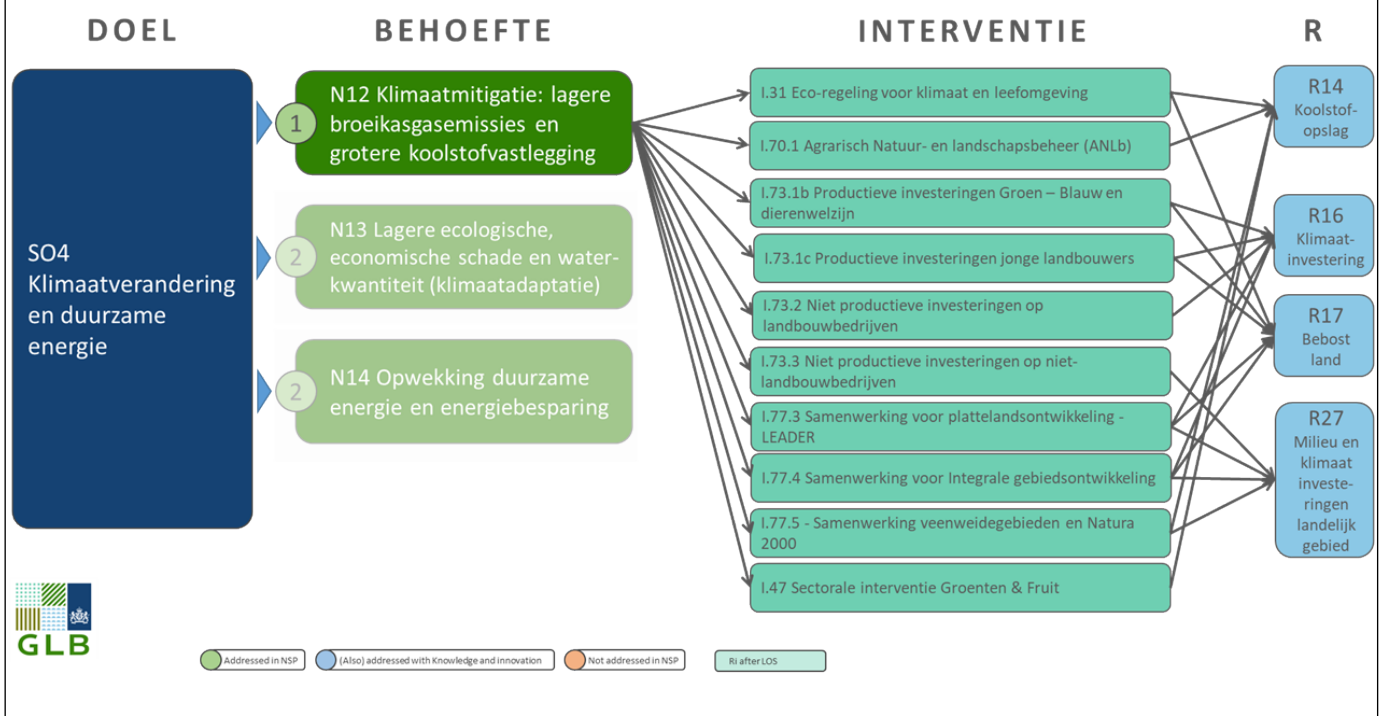 DOEL
BEHOEFTE
INTERVENTIE
R
SO4
Klimaatverandering
en duurzame
energie
1
N12 Klimaatmitigatie: lagere
broeikasgasemissies en
grotere koolstofvastlegging
2
N13 Lagere ecologische,
economische schade en water-
kwantiteit (klimaatadaptatie)
2
N14 Opwekking duurzame
energie en energiebesparing
I.31 Eco-regeling voor klimaat en leefomgeving
I.70.1 Agrarisch Natuur- en landschapsbeheer (ANLb)
I.73.1b Productieve investeringen Groen – Blauw en
dierenwelzijn
I.73.1c Productieve investeringen jonge landbouwers
I.73.2 Niet productieve investeringen op
landbouwbedrijven
I.73.3 Niet productieve investeringen op niet-
landbouwbedrijven
I.77.3 Samenwerking voor plattelandsontwikkeling -
LEADER
I.77.4 Samenwerking voor Integrale gebiedsontwikkeling
I.77.5 - Samenwerking veenweidegebieden en Natura
2000
I.47 Sectorale interventie Groenten & Fruit
R14
Koolstof-
opslag
R16
Klimaat-
investering
R17
Bebost
land
R27
Milieu en
klimaat
investe-
ringen
landelijk
gebied
GLB
Addressed in NSP
(Also) addressed with Knowledge and innovation
Not addressed in NSP
Ri after LOS